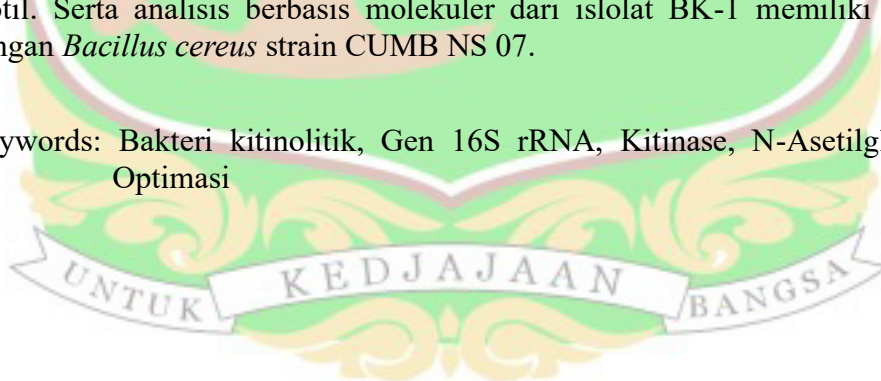 otil. Serta analisis berbasis molekuler dari islolat BK-1 memiliki
ngan Bacillus cereus strain CUMB NS 07.
ywords: Bakteri kitinolitik, Gen 16S rRNA, Kitinase, N-Asetilgl
Optimasi
UNTUK KEDJAJAAN BANGSA